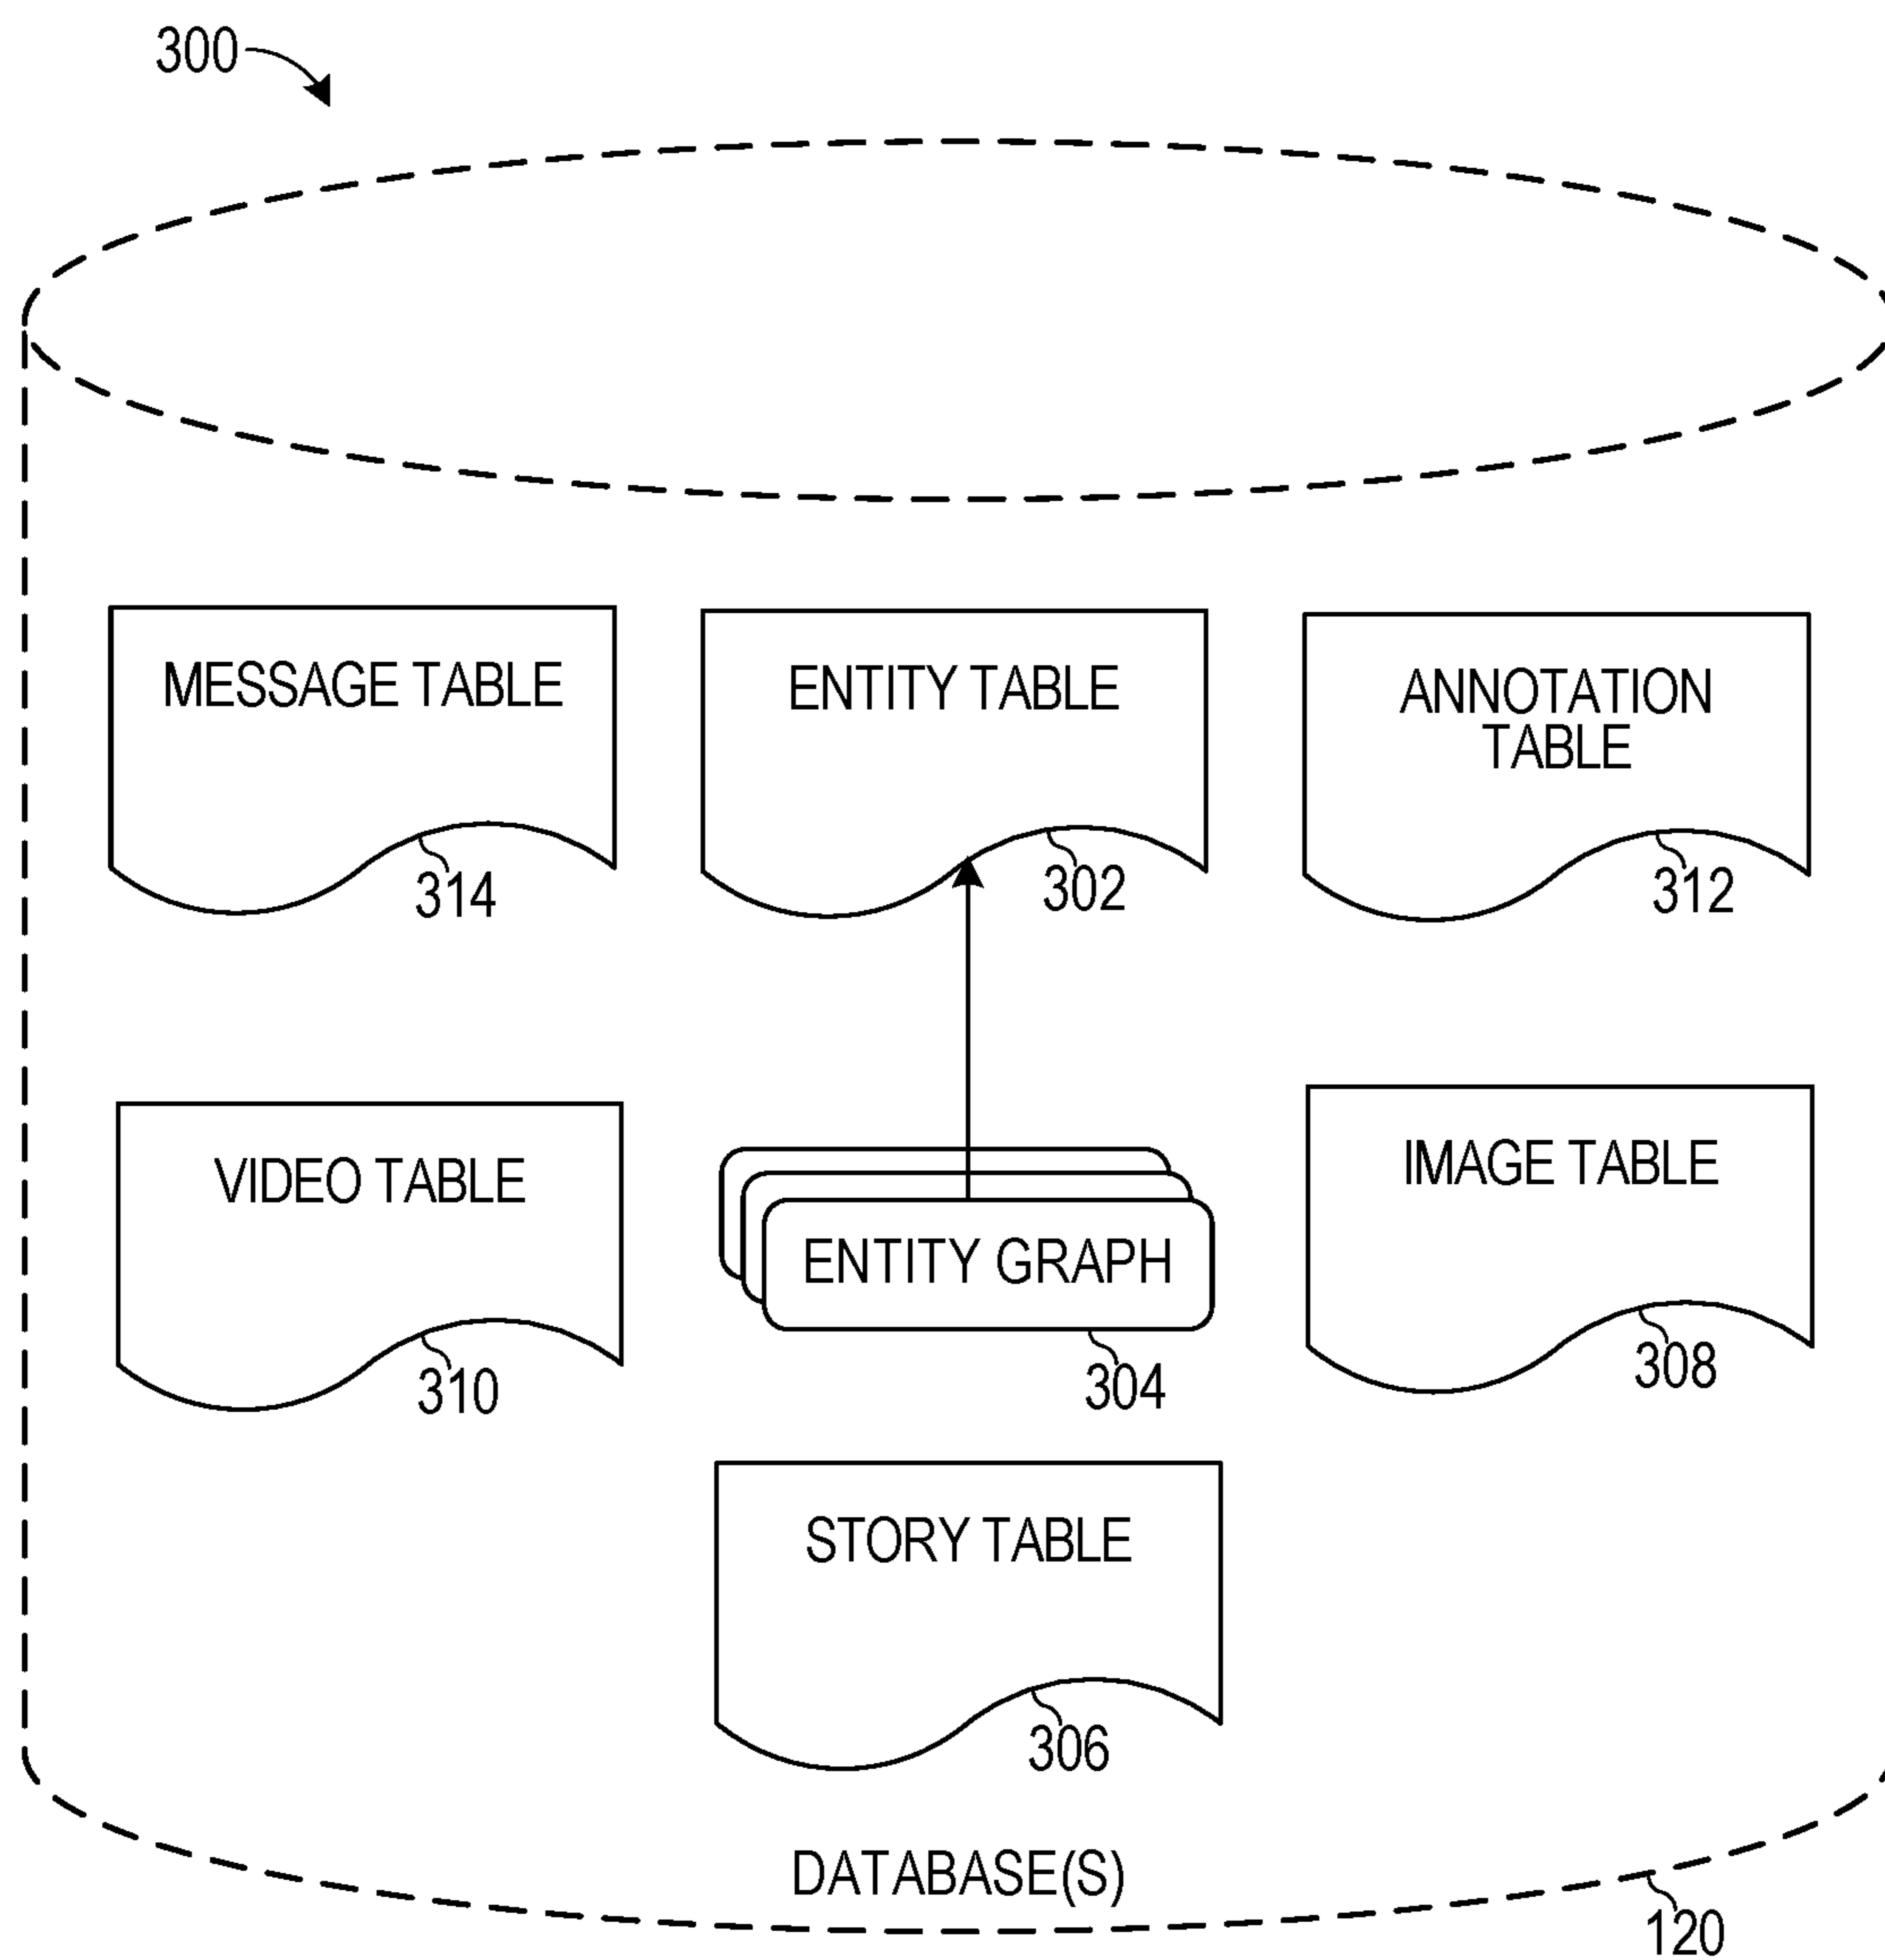 300
MESSAGE TABLE
314
ENTITY TABLE
302
ANNOTATION
TABLE
312
VIDEO TABLE
310
ENTITY GRAPH
304
IMAGE TABLE
308
STORY TABLE
306
DATABASE(S)
120